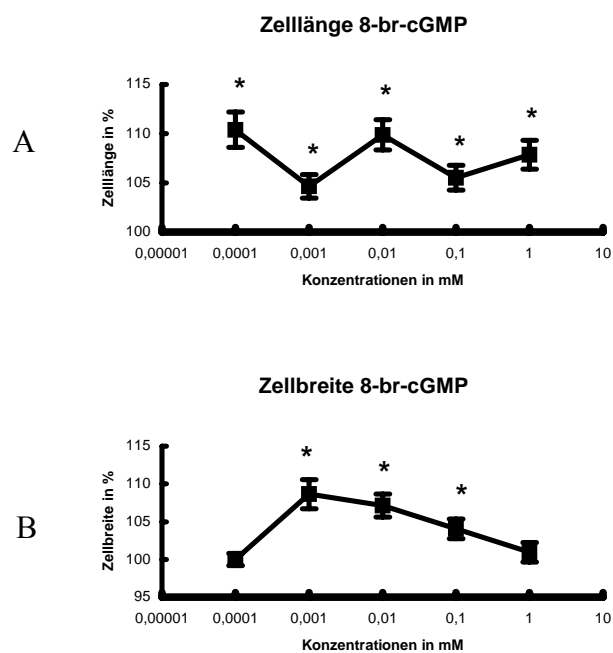 Zelllänge 8-br-cGMP
A
Zelllänge in %
115
110
105
100
* * * * *
0,00001 0,0001 0,001 0,01 0,1 1 10
Konzentrationen in mM
Zellbreite 8-br-cGMP
B
Zellbreite in %
115
110
105
100
95
* * *
0,00001 0,0001 0,001 0,01 0,1 1 10
Konzentrationen in mM